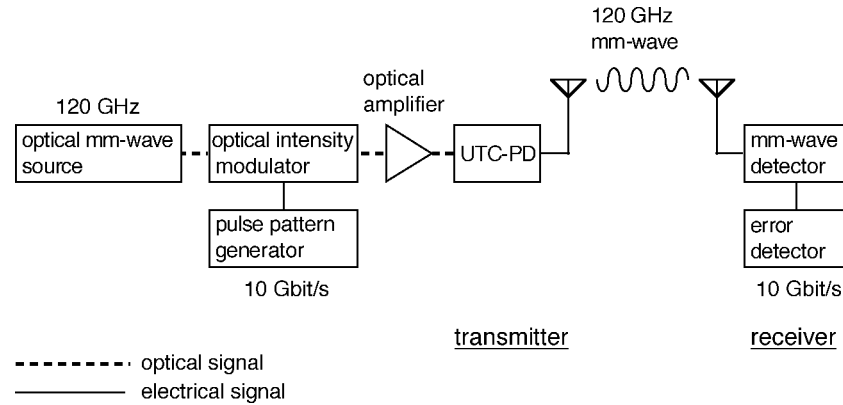 120 GHz
mm-wave
optical
amplifier
120 GHz
optical mm-wave
source
optical intensity
modulator
UTC-PD
mm-wave
detector
pulse pattern
generator
error
detector
10 Gbit/s
10 Gbit/s
transmitter
receiver
optical signal
electrical signal